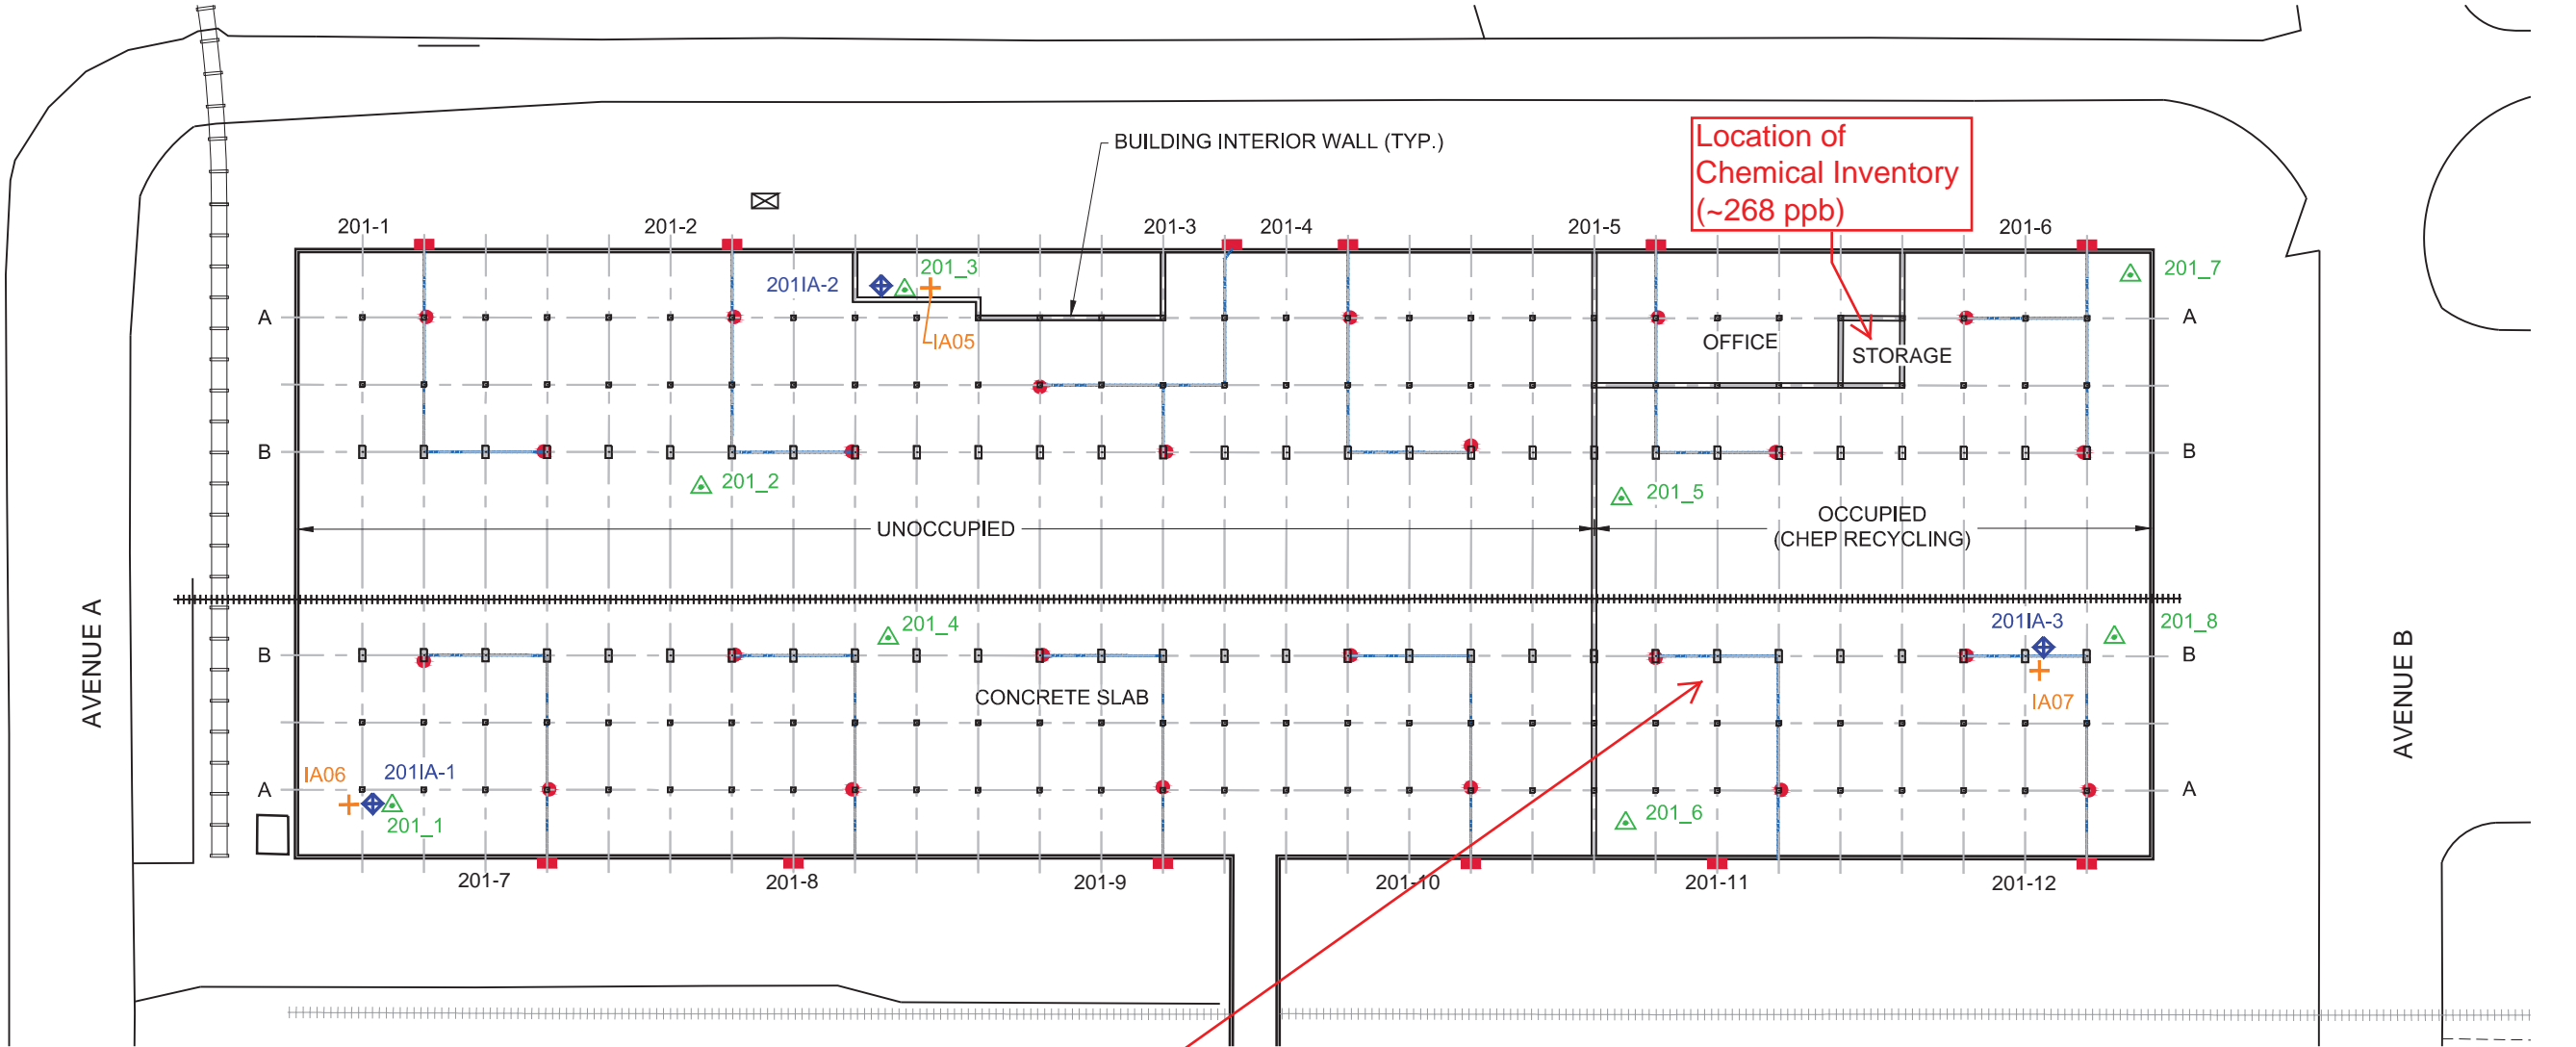 Location of
Chemical Inventory
(~268 ppb)
BUILDING INTERIOR WALL (TYP.)
201-1
201-2
201-3
201-4
201-5
201-6
201IA-2
201_3
201_7
A
IA05
OFFICE
STORAGE
A
B
201_2
201_5
B
UNOCCUPIED
OCCUPIED
(CHEP RECYCLING)
AVENUE A
201_4
201IA-3
201_8
B
CONCRETE SLAB
IA07
B
AVENUE B
IA06
201IA-1
A
201_1
201_6
A
201-7
201-8
201-9
201-10
201-11
201-12